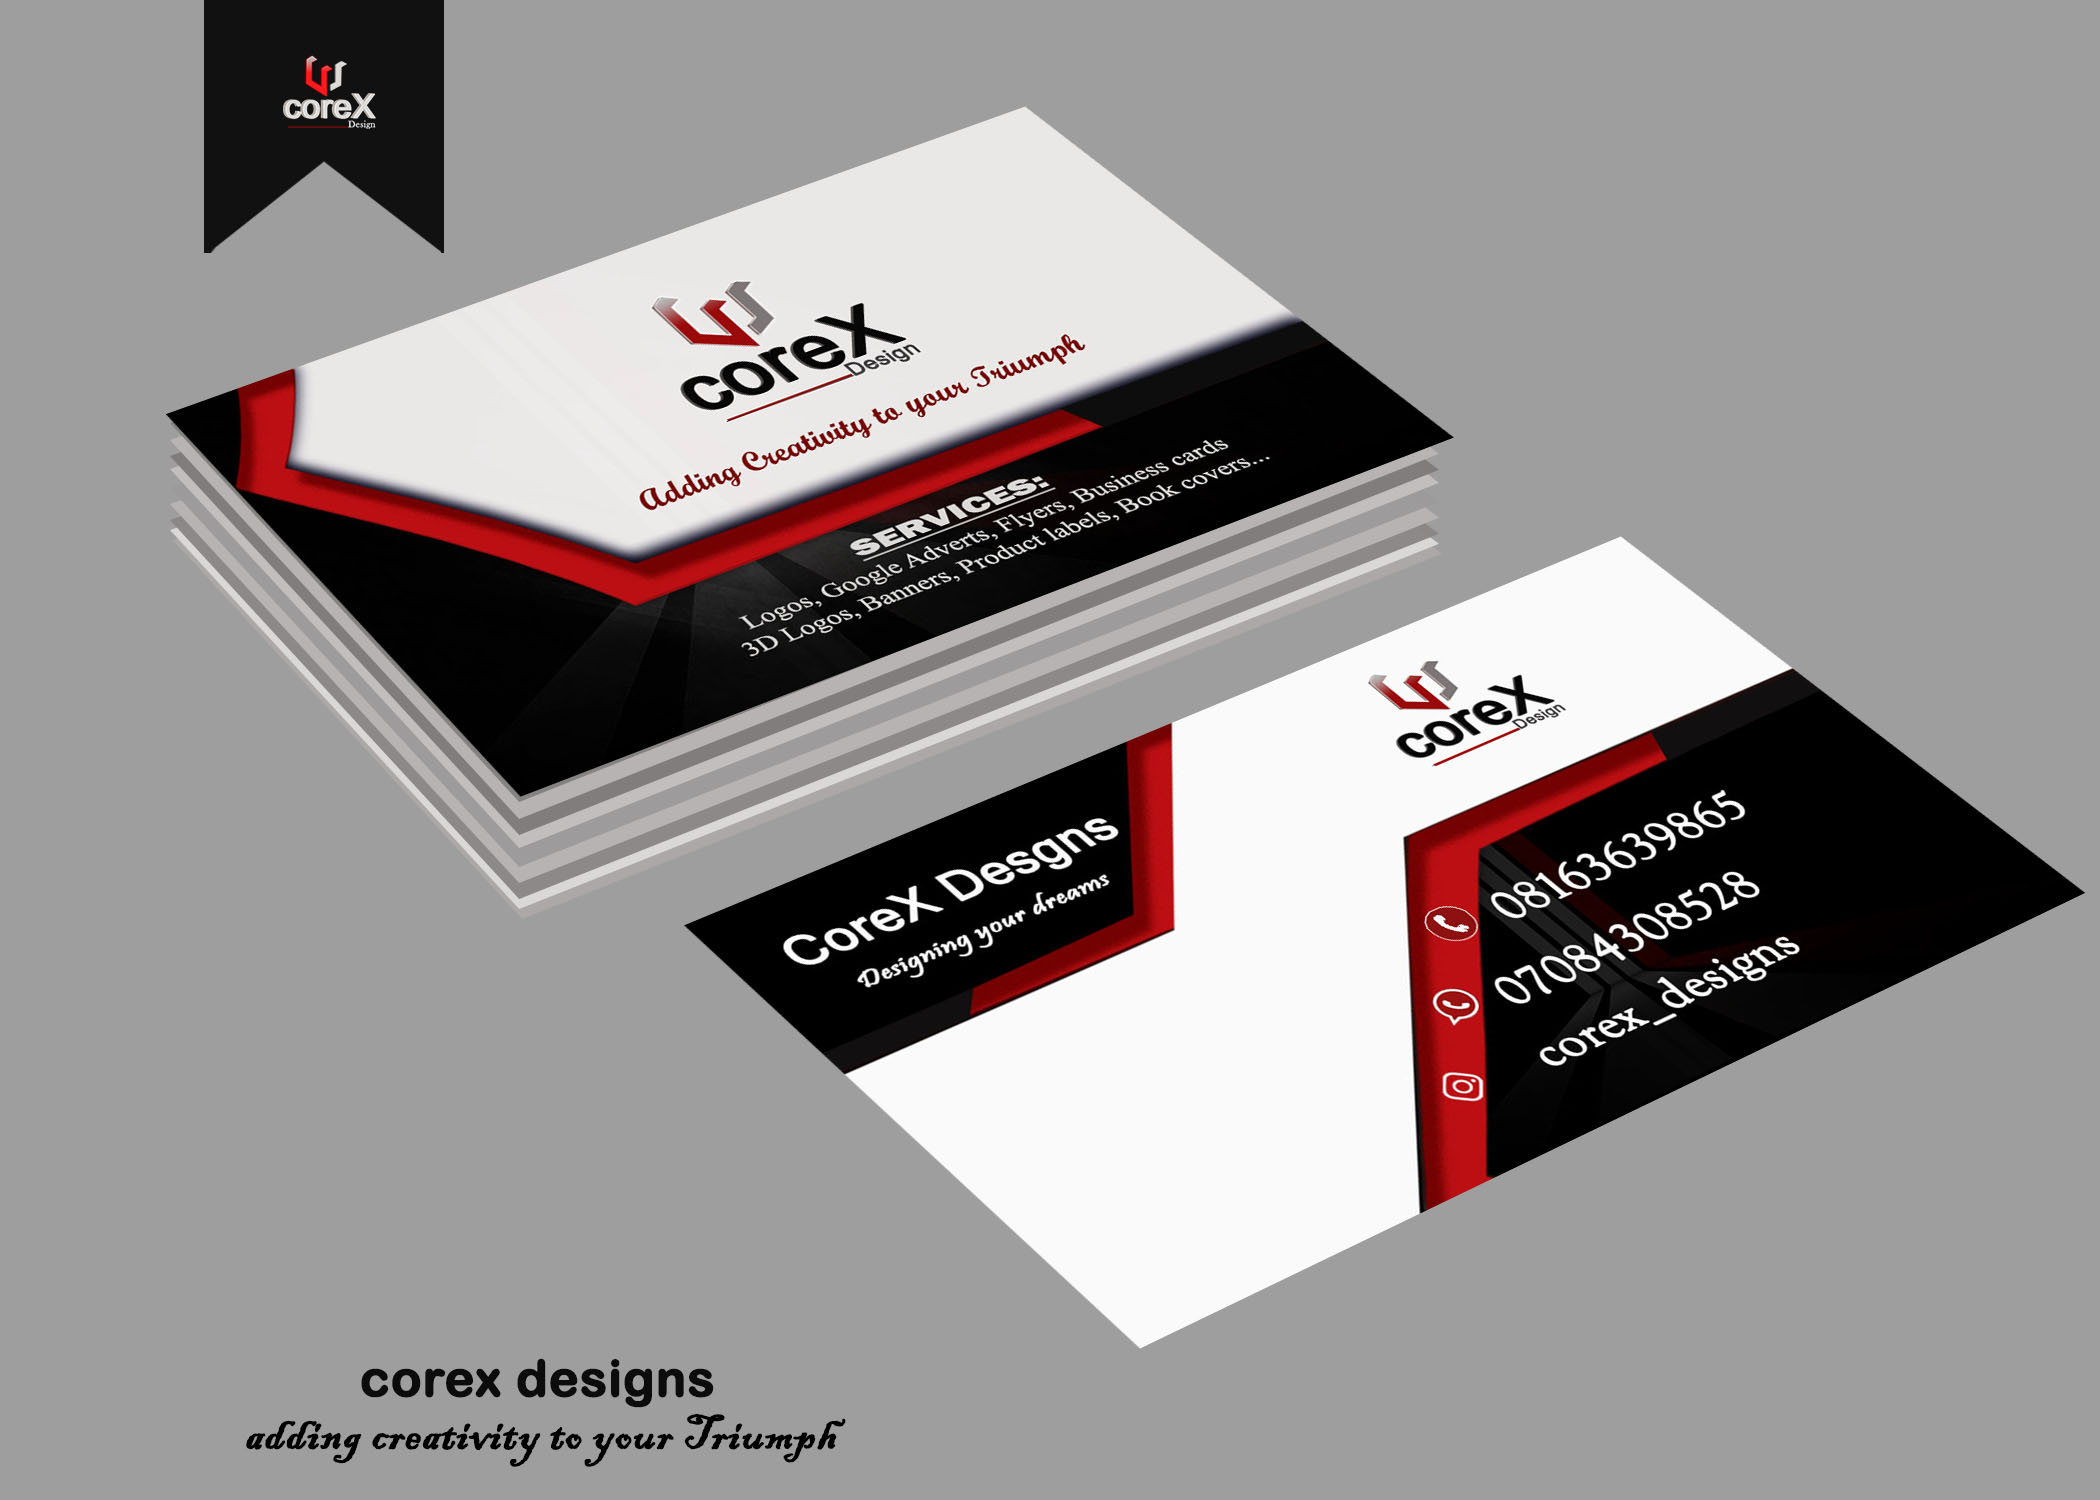 coreX
Design
coreX
Design
Adding Creativity to your Triumph
SERVICES:
Logos, Google Adverts, Flyers, Business cards
3D Logos, Banners, Product labels, Book covers...
coreX
Design
CoreX Desgns
Designing your dreams
08163639865
07084308528
corex_designs
corex designs
adding creativity to your Triumph